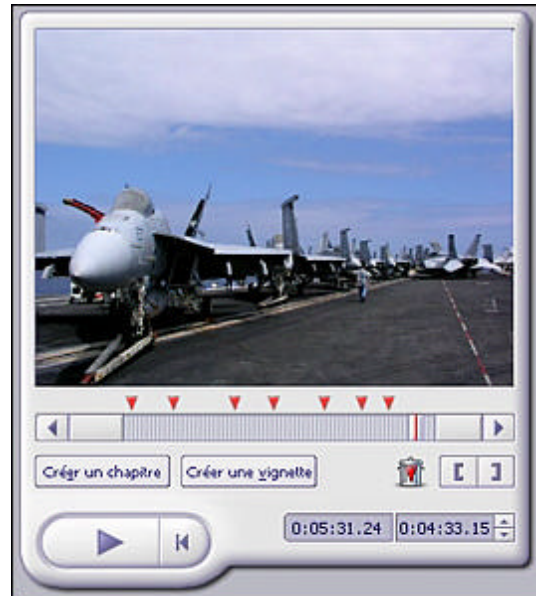 Créer un chapitre
Créer une vignette
[ ]
0:05:31.24
0:04:33.15